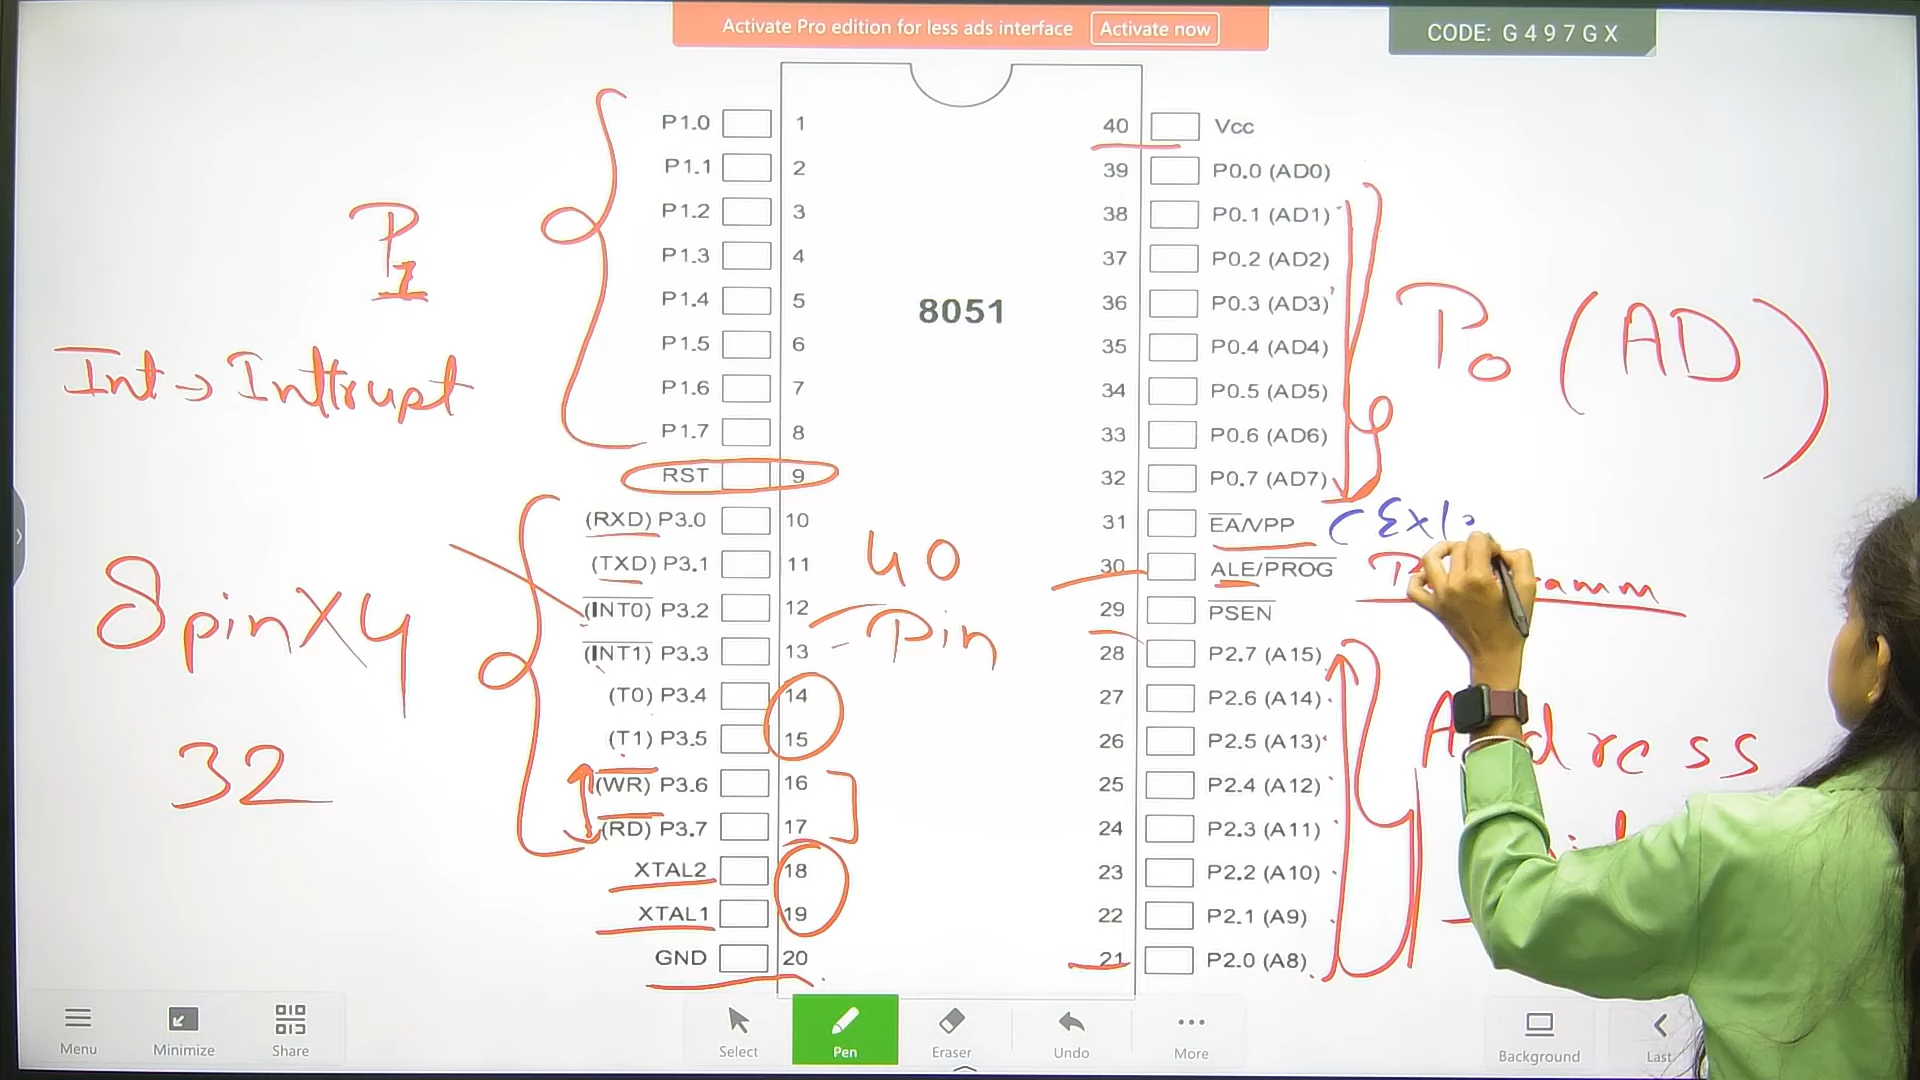 Activate Pro edition for less ads interface Activate now
CODE: G497GX
P1.0 1
P1.1 2
P1.2 3
P1.3 4
P1.4 5
P1.5 6
P1.6 7
P1.7 8
RST 9
(RXD) P3.0 10
(TXD) P3.1 11
(INT0) P3.2 12
(INT1) P3.3 13
(T0) P3.4 14
(T1) P3.5 15
(WR) P3.6 16
(RD) P3.7 17
XTAL2 18
XTAL1 19
GND 20
8051
40 Vcc
39 P0.0 (AD0)
38 P0.1 (AD1)
37 P0.2 (AD2)
36 P0.3 (AD3)
35 P0.4 (AD4)
34 P0.5 (AD5)
33 P0.6 (AD6)
32 P0.7 (AD7)
31 EA/VPP
30 ALE/PROG
29 PSEN
28 P2.7 (A15)
27 P2.6 (A14)
26 P2.5 (A13)
25 P2.4 (A12)
24 P2.3 (A11)
23 P2.2 (A10)
22 P2.1 (A9)
21 P2.0 (A8)
P1
Int → Inttrupt
8pin X 4
32
40
Pin
P0 (AD)
Menu
Minimize
Share
Select
Pen
Eraser
Undo
More
Background
Last